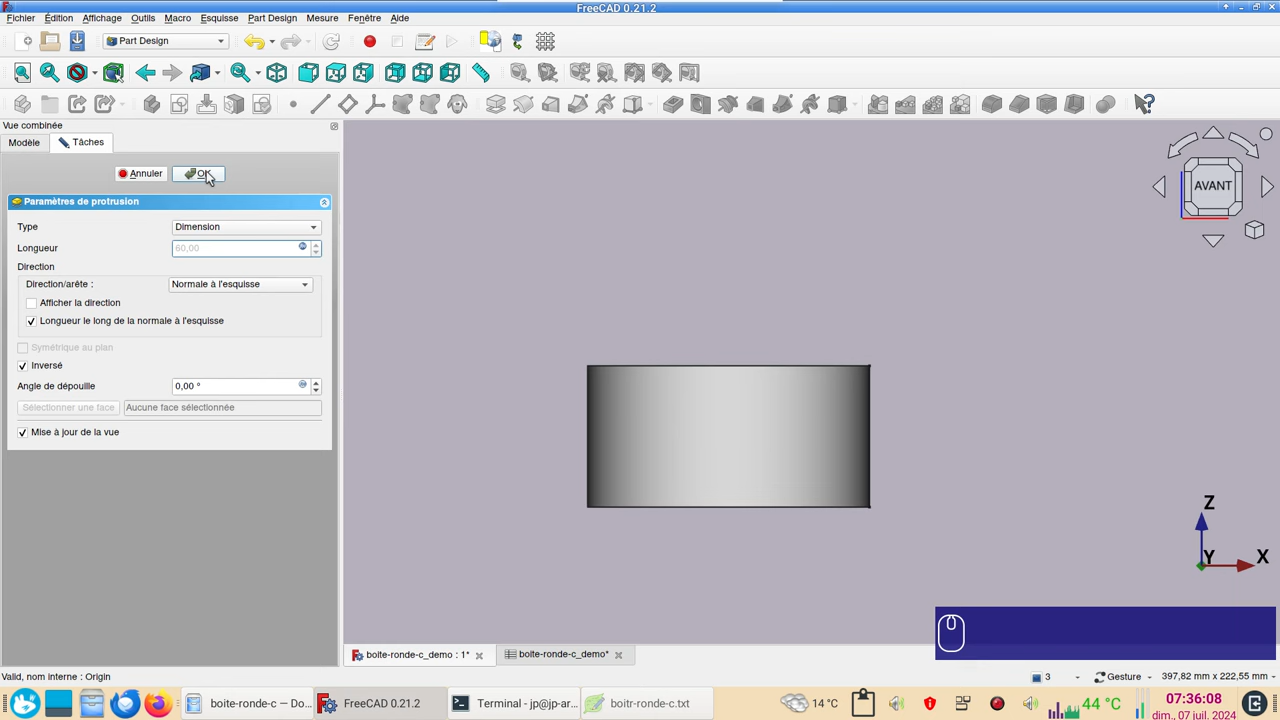 FreeCAD 0.21.2
Fichier Édition Affichage Outils Macro Esquisse Part Design Mesure Fenêtre Aide
Part Design
Vue combinée
Modèle Tâches
Annuler OK
Paramètres de protrusion
Type Dimension
Longueur 60,00
Direction
Direction/arête : Normale à l'esquisse
Afficher la direction
Longueur le long de la normale à l'esquisse
Symétrique au plan
Inversé
Angle de dépouille 0,00 °
Sélectionner une face Aucune face sélectionnée
Mise à jour de la vue
AVANT
Z
Y X
boite-ronde-c_demo : 1* boite-ronde-c_demo*
Valid, nom interne : Origin 3 Gesture 397,82 mm x 222,55 mm
boite-ronde-c — Do... FreeCAD 0.21.2 Terminal - jp@jp-ar... boitr-ronde-c.txt 14 °C 44 °C 07:36:08
dim., 07 juil. 2024